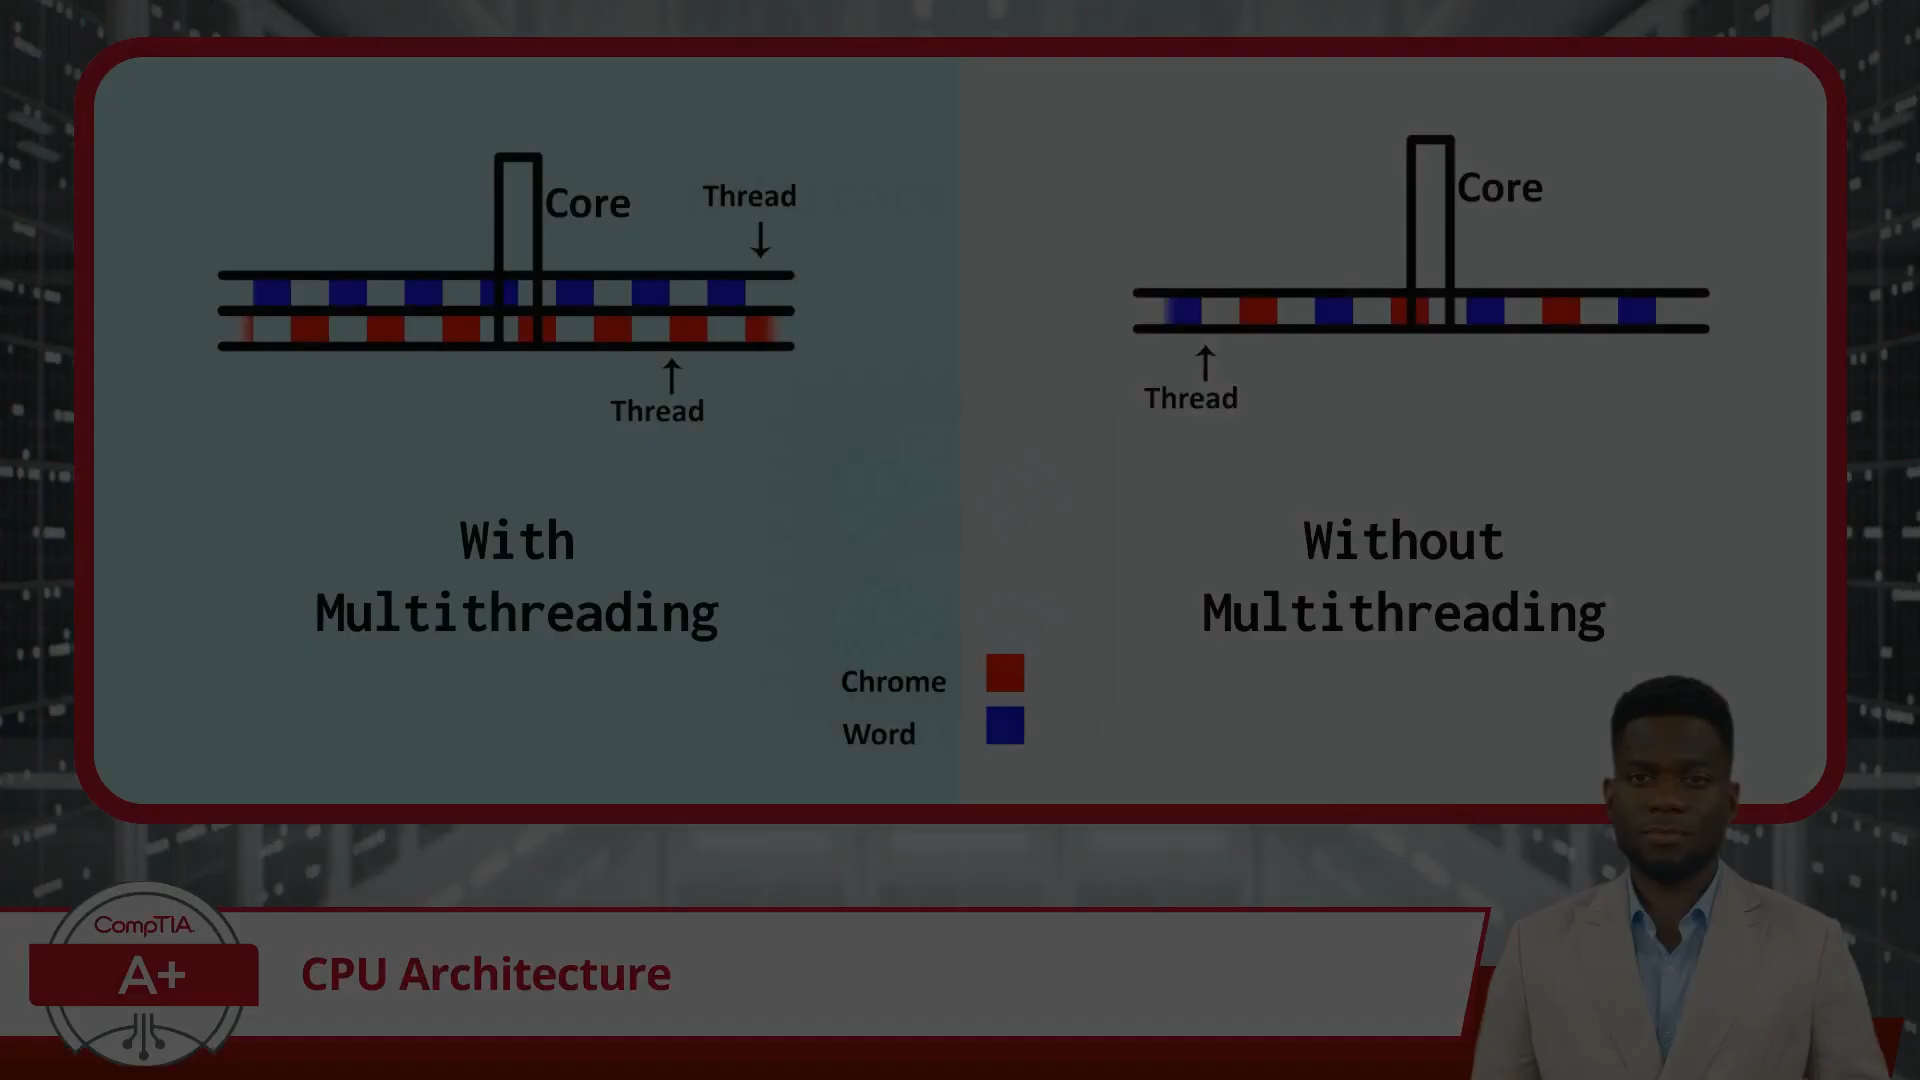 Core
Thread
Thread
With
Multithreading
Core
Thread
Without
Multithreading
Chrome
Word
CompTIA
A+
CPU Architecture